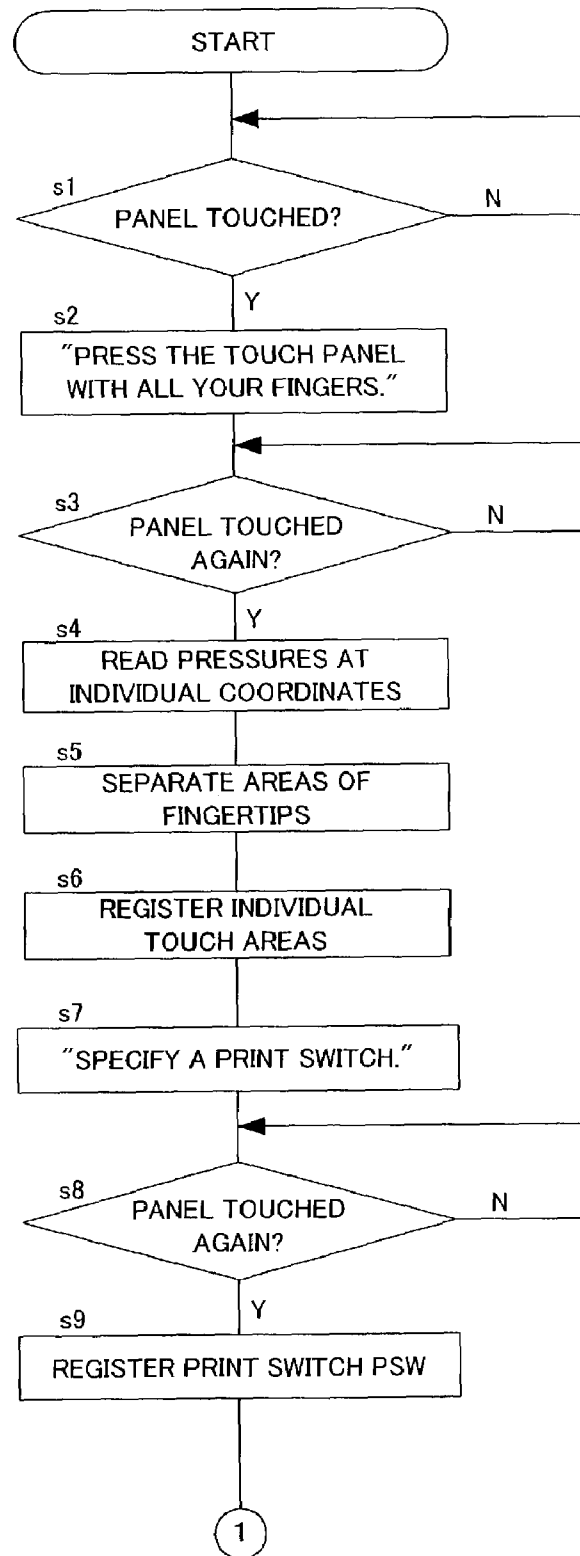 START
s1
PANEL TOUCHED?
N
Y
s2
"PRESS THE TOUCH PANEL
WITH ALL YOUR FINGERS."
s3
PANEL TOUCHED
AGAIN?
N
Y
s4
READ PRESSURES AT
INDIVIDUAL COORDINATES
s5
SEPARATE AREAS OF
FINGERTIPS
s6
REGISTER INDIVIDUAL
TOUCH AREAS
s7
"SPECIFY A PRINT SWITCH."
s8
PANEL TOUCHED
AGAIN?
N
Y
s9
REGISTER PRINT SWITCH PSW
1